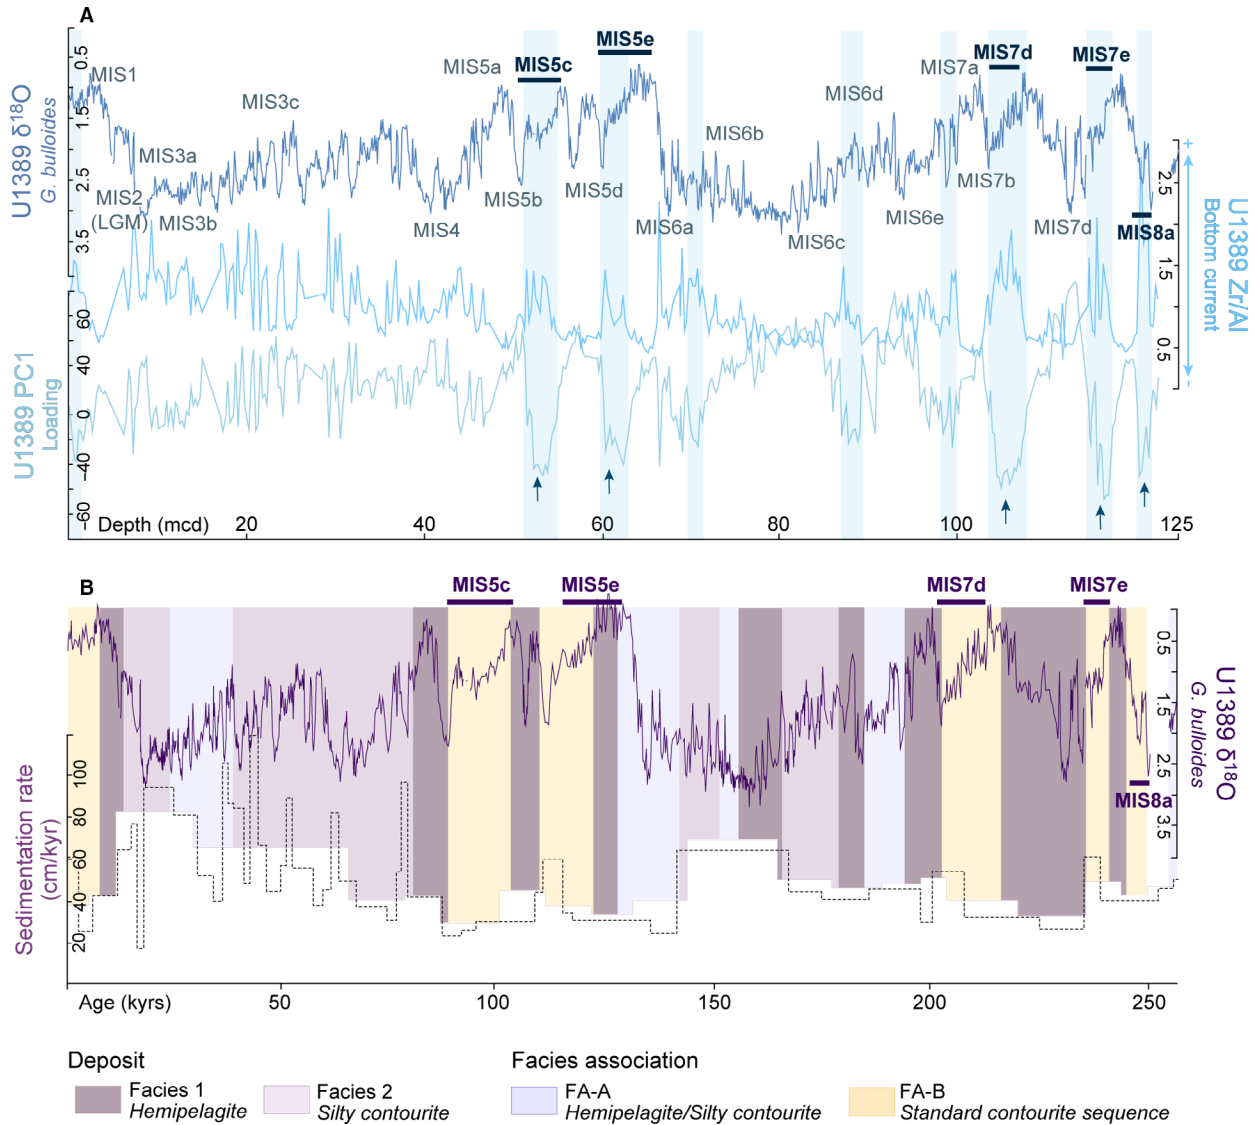 A
U1389 δ18O
G. bulloides
0.5
1.5
2.5
3.5
MIS1
MIS2
(LGM)
MIS3a
MIS3b
MIS3c
MIS4
MIS5a
MIS5b
MIS5c
MIS5d
MIS5e
MIS6a
MIS6b
MIS6c
MIS6d
MIS6e
MIS7a
MIS7b
MIS7d
MIS7d
MIS7e
MIS8a
+
2.5
1.5
0.5
-
U1389 Zr/Al
Bottom current
U1389 PC1
Loading
60
40
0
-40
-60
Depth (mcd)
20
40
60
80
100
125
B
MIS5c
MIS5e
MIS7d
MIS7e
MIS8a
0.5
1.5
2.5
3.5
U1389 δ18O
G. bulloides
Sedimentation rate
(cm/kyr)
100
80
60
40
20
Age (kyrs)
50
100
150
200
250
Deposit
Facies 1
Hemipelagite
Facies 2
Silty contourite
Facies association
FA-A
Hemipelagite/Silty contourite
FA-B
Standard contourite sequence